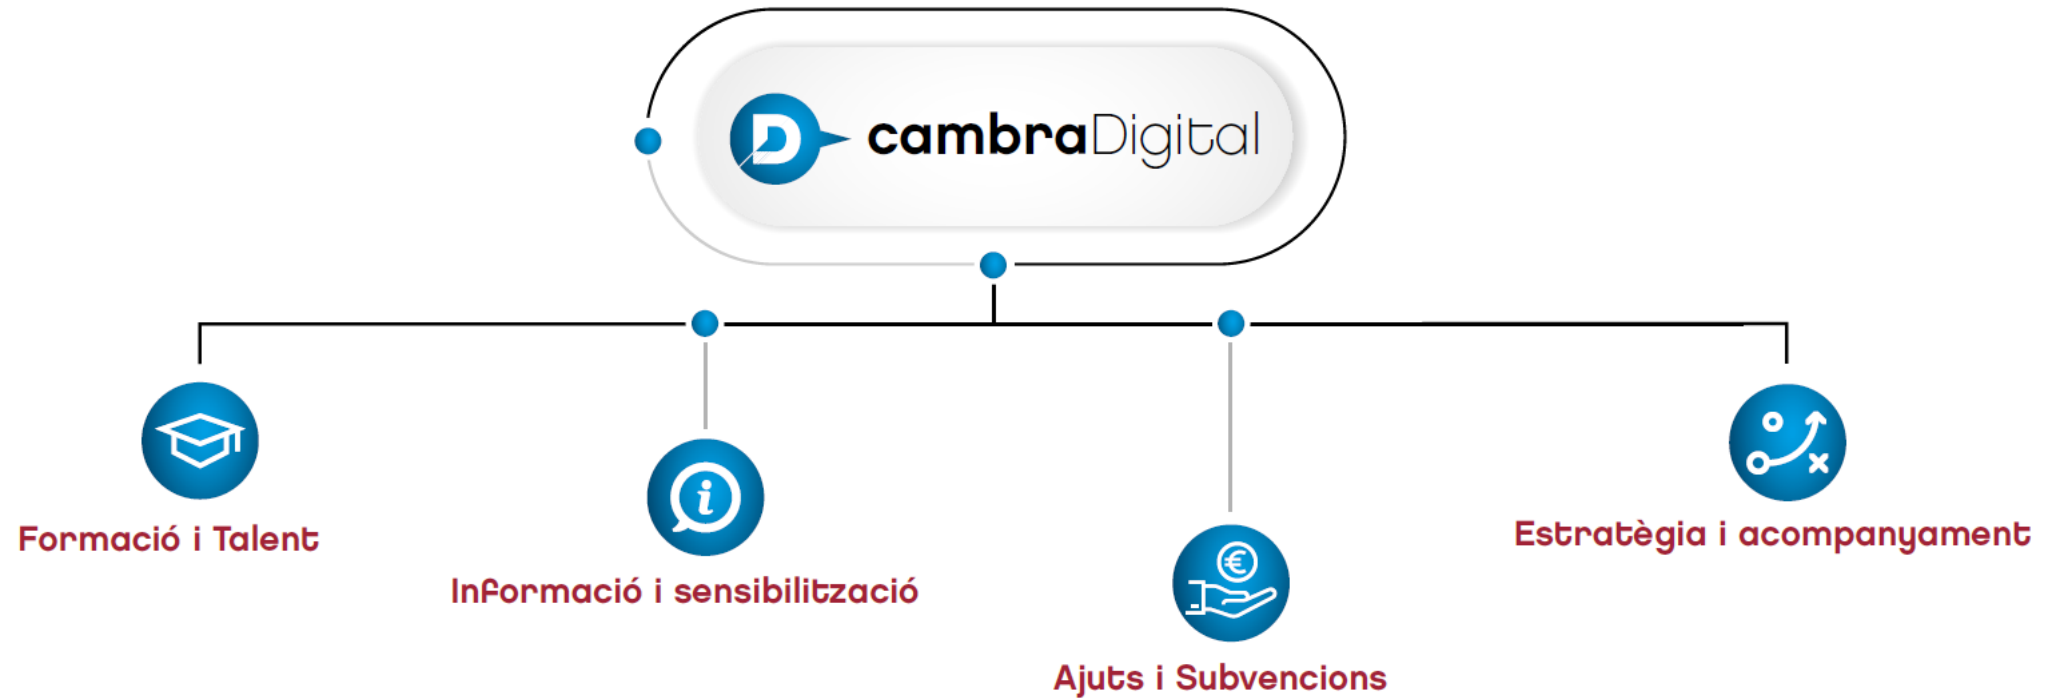 cambraDigital
Formació i Talent
Informació i sensibilització
Ajuts i Subvencions
Estratègia i acompanyament